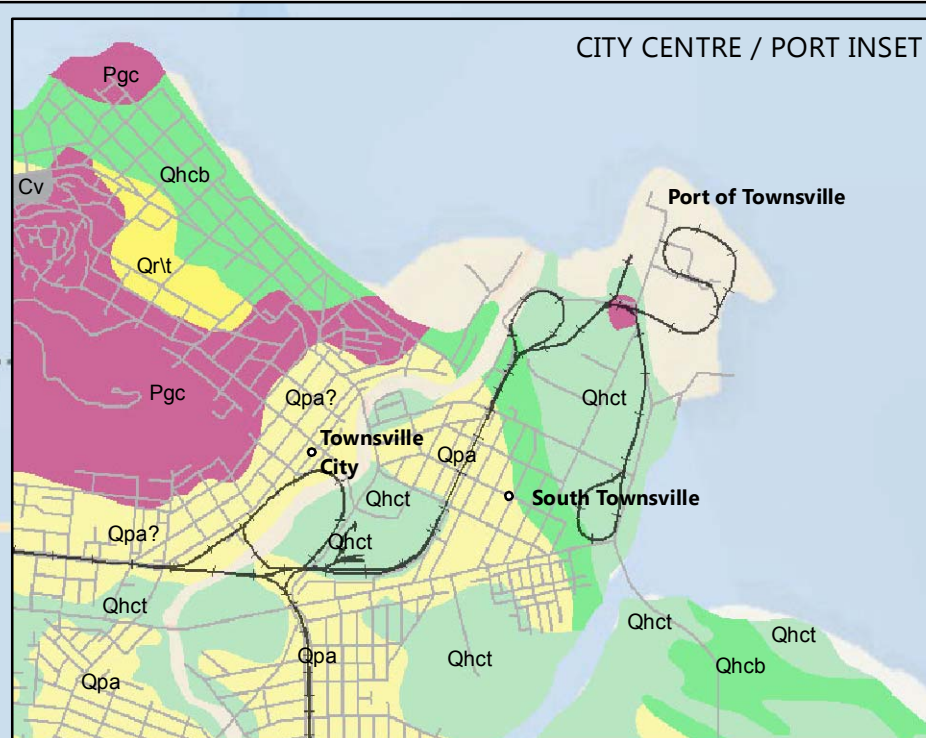 CITY CENTRE / PORT INSET
Pgc
Qhcb
Cv
Port of Townsville
Qr\t
Pgc
Qpa?
Qhct
Townsville
City
Qpa
Qhct
South Townsville
Qpa?
Qhct
Qhct
Qhct
Qhct
Qpa
Qhct
Qhcb
Qpa